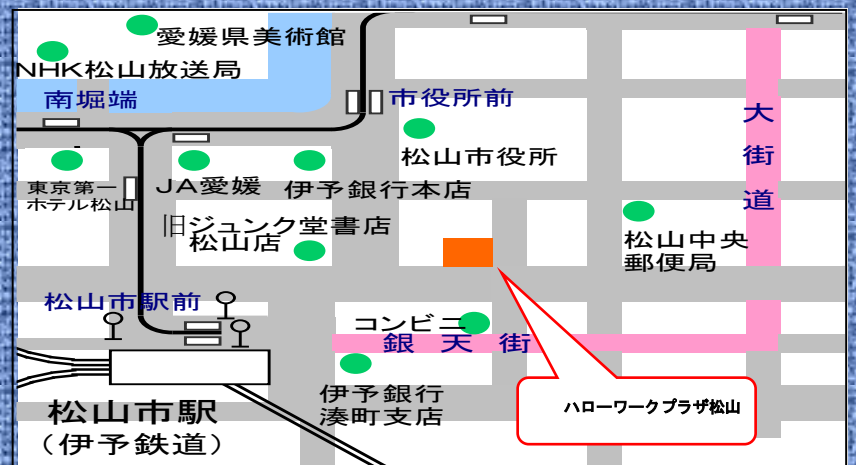 愛媛県美術館
NHK松山放送局
南堀端
市役所前
大街道
松山市役所
東京第一
ホテル松山
JA愛媛
伊予銀行本店
旧ジュンク堂書店
松山店
松山中央
郵便局
松山市駅前
コンビニ
銀天街
伊予銀行
湊町支店
ハローワークプラザ松山
松山市駅
（伊予鉄道）